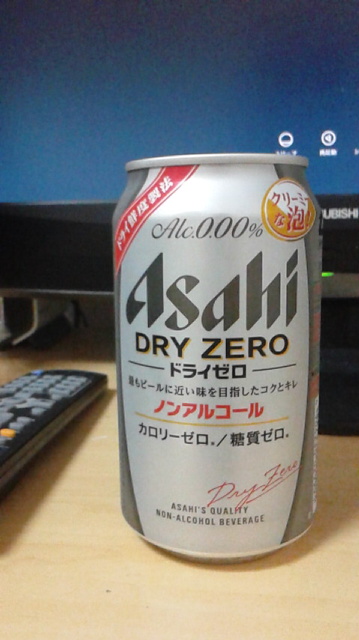 ドライ鮮度製法
クリーミー
な泡
Alc.0.00%
Asahi
DRY ZERO
ドライゼロ
最もビールに近い味を目指したコクとキレ
ノンアルコール
カロリーゼロ。/糖質ゼロ。
Dry Zero
ASAHI'S QUALITY
NON-ALCOHOL BEVERAGE
UBISHI